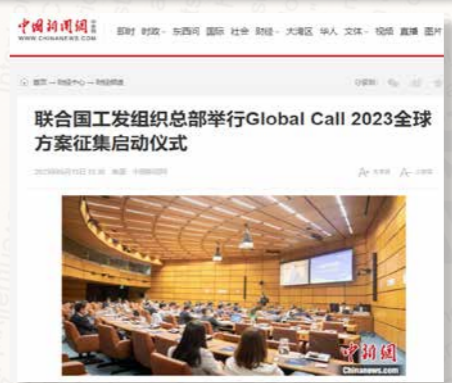 中国新闻网
WWW.CHINANEWS.COM
即时 时政 东西问 国际 社会 财经 大湾区 华人 文体 视频 直播 图片
首页 → 财经中心 → 财经频道
联合国工发组织总部举行Global Call 2023全球
方案征集启动仪式
中新网
Chinanews.com